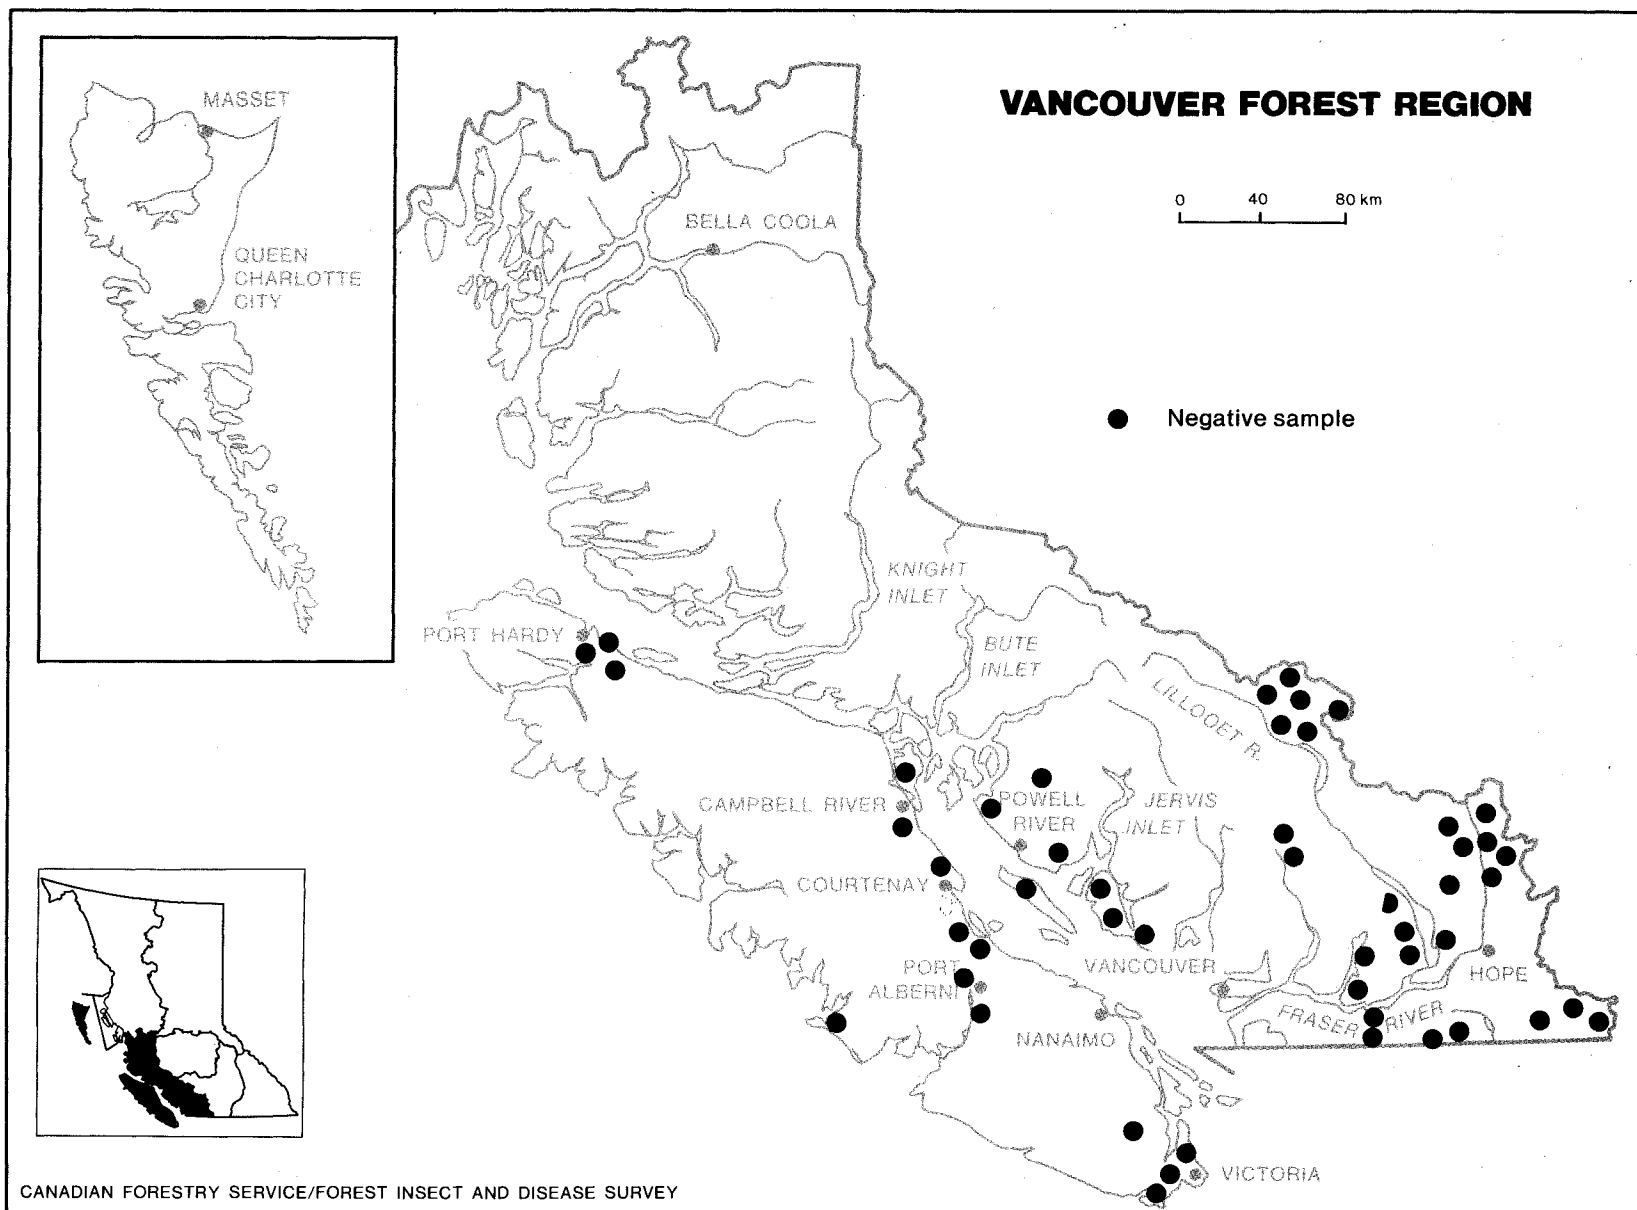 VANCOUVER FOREST REGION
0 40 80 km
MASSET
QUEEN
CHARLOTTE
CITY
BELLA COOLA
Negative sample
KNIGHT
INLET
PORT HARDY
BUTE
INLET
LILLOOET R.
CAMPBELL RIVER
POWELL
RIVER
JERVIS
INLET
COURTENAY
PORT
ALBERNI
VANCOUVER
HOPE
FRASER RIVER
NANAIMO
VICTORIA
CANADIAN FORESTRY SERVICE/FOREST INSECT AND DISEASE SURVEY